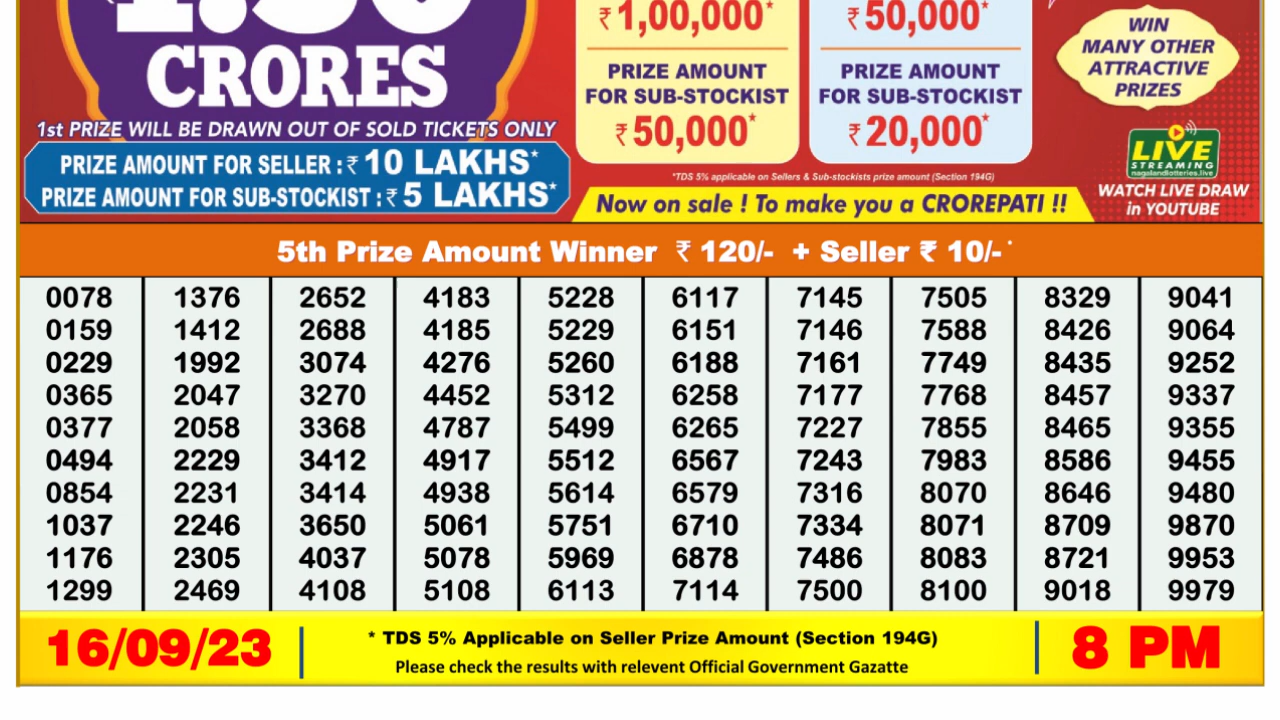 CRORES
1st PRIZE WILL BE DRAWN OUT OF SOLD TICKETS ONLY
PRIZE AMOUNT FOR SELLER : ₹ 10 LAKHS*
PRIZE AMOUNT FOR SUB-STOCKIST : ₹ 5 LAKHS*
₹ 1,00,000*
PRIZE AMOUNT
FOR SUB-STOCKIST
₹ 50,000*
₹ 50,000*
PRIZE AMOUNT
FOR SUB-STOCKIST
₹ 20,000*
*TDS 5% applicable on Sellers & Sub-stockists prize amount (Section 194G)
Now on sale ! To make you a CROREPATI !!
WIN
MANY OTHER
ATTRACTIVE
PRIZES
LIVE
STREAMING
nagalandlotteries.live
WATCH LIVE DRAW
in YOUTUBE
5th Prize Amount Winner ₹ 120/- + Seller ₹ 10/-*
0078 1376 2652 4183 5228 6117 7145 7505 8329 9041
0159 1412 2688 4185 5229 6151 7146 7588 8426 9064
0229 1992 3074 4276 5260 6188 7161 7749 8435 9252
0365 2047 3270 4452 5312 6258 7177 7768 8457 9337
0377 2058 3368 4787 5499 6265 7227 7855 8465 9355
0494 2229 3412 4917 5512 6567 7243 7983 8586 9455
0854 2231 3414 4938 5614 6579 7316 8070 8646 9480
1037 2246 3650 5061 5751 6710 7334 8071 8709 9870
1176 2305 4037 5078 5969 6878 7486 8083 8721 9953
1299 2469 4108 5108 6113 7114 7500 8100 9018 9979
16/09/23
* TDS 5% Applicable on Seller Prize Amount (Section 194G)
Please check the results with relevent Official Government Gazatte
8 PM